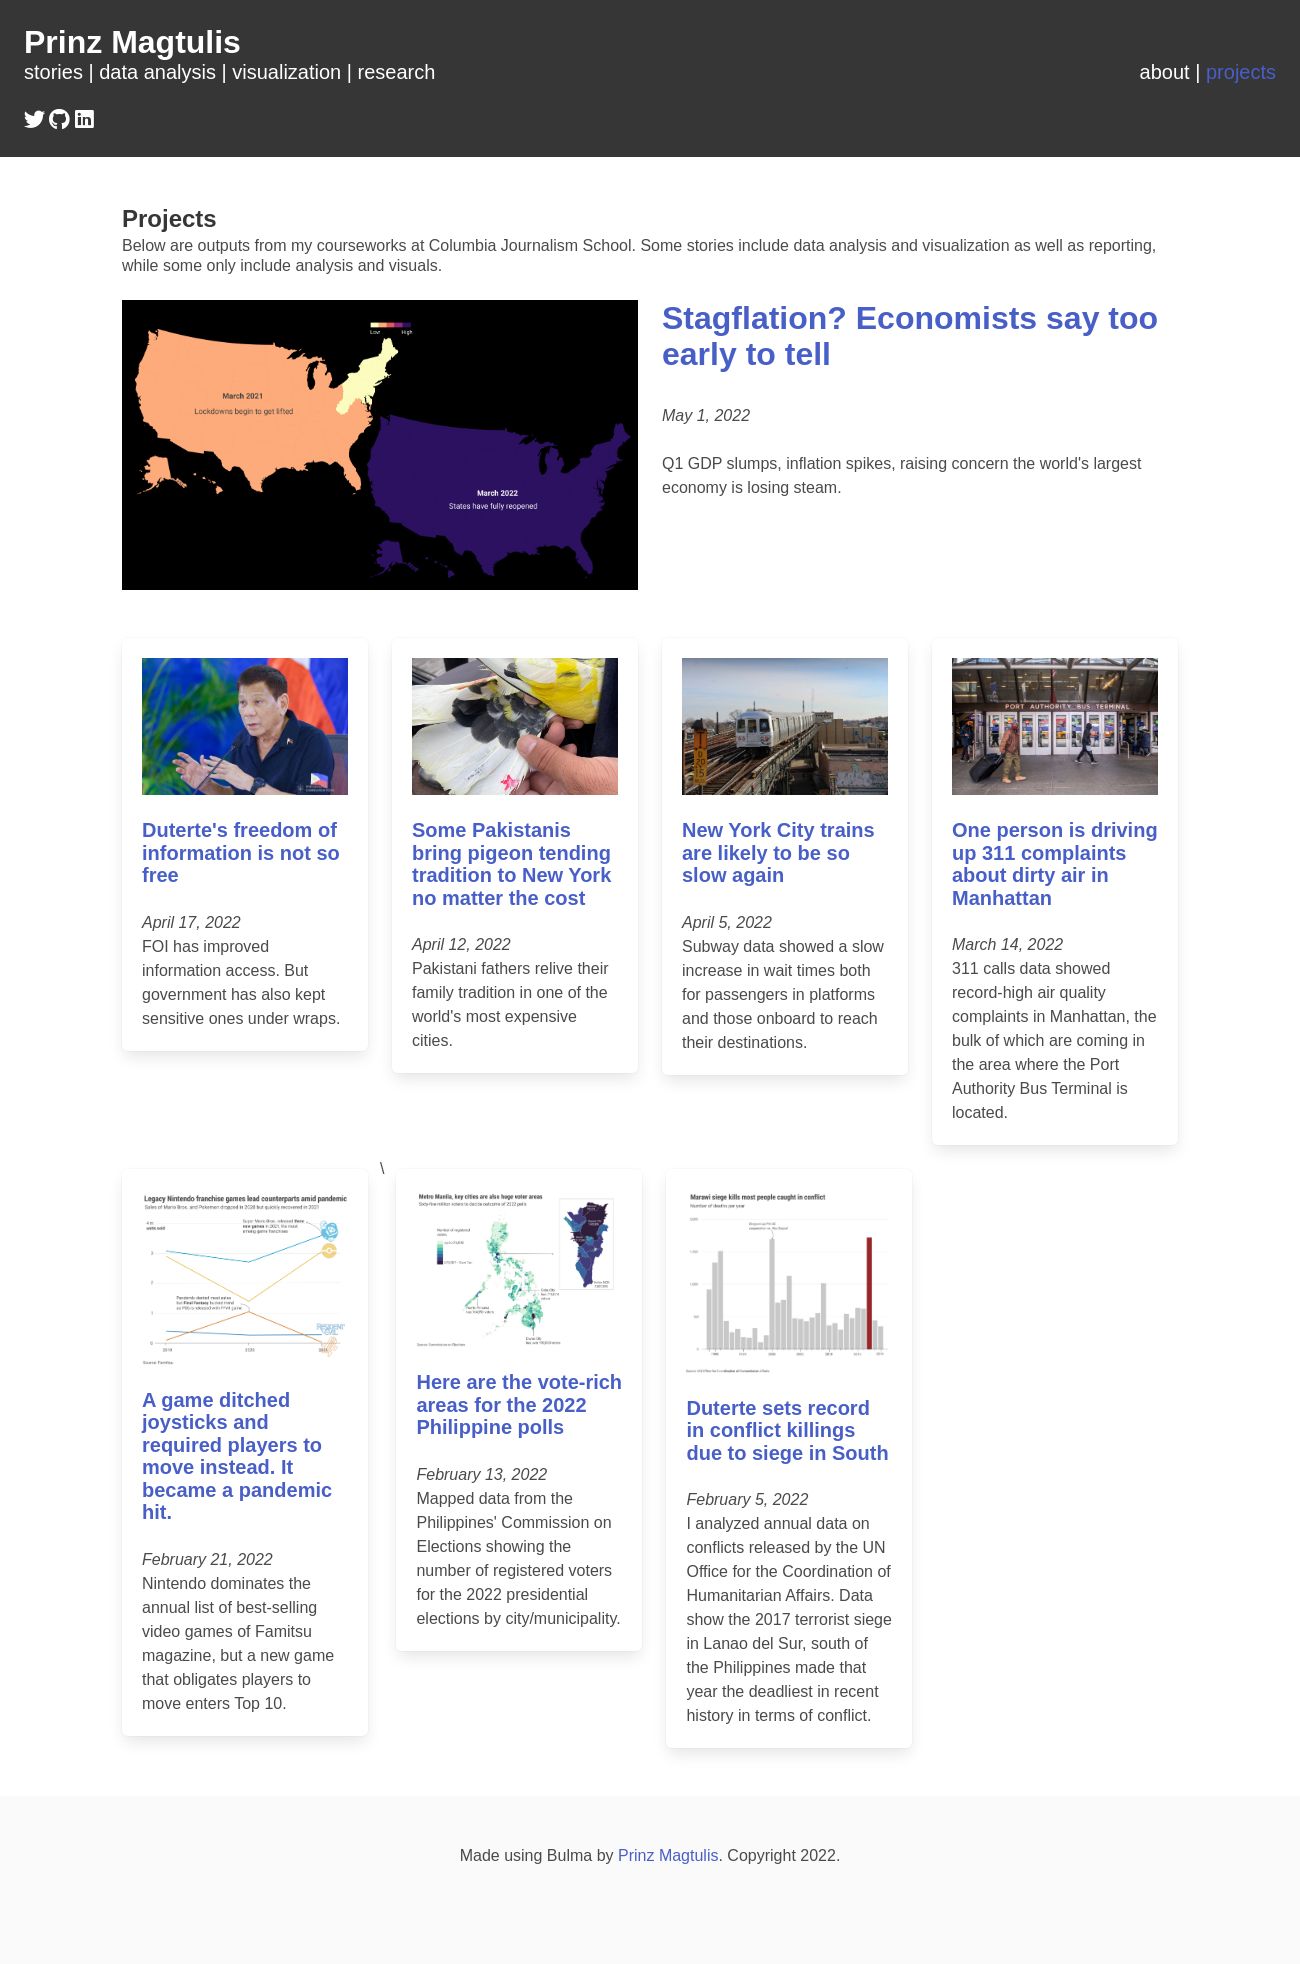 Prinz Magtulis
stories | data analysis | visualization | research
about | projects
Projects
Below are outputs from my courseworks at Columbia Journalism School. Some stories include data analysis and visualization as well as reporting,
while some only include analysis and visuals.
Low High
March 2021
Lockdowns begin to get lifted
March 2022
States have fully reopened
Stagflation? Economists say too
early to tell
May 1, 2022
Q1 GDP slumps, inflation spikes, raising concern the world's largest
economy is losing steam.
Duterte's freedom of
information is not so
free
April 17, 2022
FOI has improved
information access. But
government has also kept
sensitive ones under wraps.
Some Pakistanis
bring pigeon tending
tradition to New York
no matter the cost
April 12, 2022
Pakistani fathers relive their
family tradition in one of the
world's most expensive
cities.
New York City trains
are likely to be so
slow again
April 5, 2022
Subway data showed a slow
increase in wait times both
for passengers in platforms
and those onboard to reach
their destinations.
PORT AUTHORITY BUS TERMINAL
One person is driving
up 311 complaints
about dirty air in
Manhattan
March 14, 2022
311 calls data showed
record-high air quality
complaints in Manhattan, the
bulk of which are coming in
the area where the Port
Authority Bus Terminal is
located.
Legacy Nintendo franchise games lead counterparts amid pandemic
Sales of Mario Bros. and Pokemon dropped in 2020 but quickly recovered in 2021
A game ditched
joysticks and
required players to
move instead. It
became a pandemic
hit.
February 21, 2022
Nintendo dominates the
annual list of best-selling
video games of Famitsu
magazine, but a new game
that obligates players to
move enters Top 10.
\
Metro Manila, key cities are also huge voter areas
Here are the vote-rich
areas for the 2022
Philippine polls
February 13, 2022
Mapped data from the
Philippines' Commission on
Elections showing the
number of registered voters
for the 2022 presidential
elections by city/municipality.
Marawi siege kills most people caught in conflict
Number of deaths per year
Duterte sets record
in conflict killings
due to siege in South
February 5, 2022
I analyzed annual data on
conflicts released by the UN
Office for the Coordination of
Humanitarian Affairs. Data
show the 2017 terrorist siege
in Lanao del Sur, south of
the Philippines made that
year the deadliest in recent
history in terms of conflict.
Made using Bulma by Prinz Magtulis. Copyright 2022.